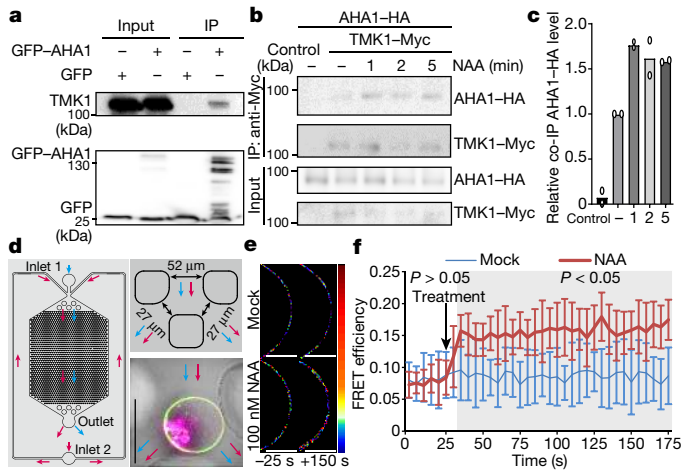 a
Input IP
GFP–AHA1 – + – +
GFP + – + –
TMK1
100
(kDa)
GFP–AHA1
130
GFP
25
(kDa)
b
AHA1–HA
Control TMK1–Myc
(kDa) – – 1 2 5 NAA (min)
IP: anti-Myc
100 AHA1–HA
100 TMK1–Myc
Input
100 AHA1–HA
100 TMK1–Myc
c
Relative co-IP AHA1–HA level
2.0
1.5
1.0
0.5
0
Control – 1 2 5
d
Inlet 1
Outlet
Inlet 2
52 μm
27 μm 27 μm
e
Mock
100 nM NAA
–25 s +150 s
f
Mock NAA
P > 0.05 P < 0.05
Treatment
FRET efficiency
0.25
0.20
0.15
0.10
0.05
0
0 25 50 75 100 125 150 175
Time (s)